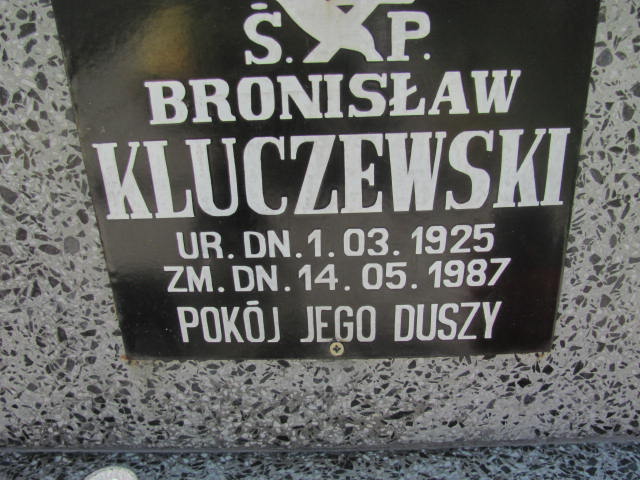 Ś.P.
BRONISŁAW
KLUCZEWSKI
UR. DN. 1. 03. 1925
ZM. DN. 14. 05. 1987
POKÓJ JEGO DUSZY